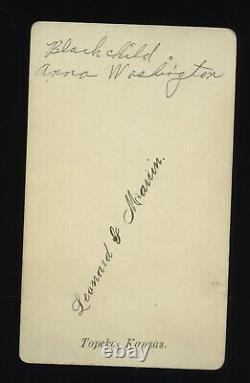 Black child.
Anna Washington
Leonard & Martin.
Topeka, Kansas.